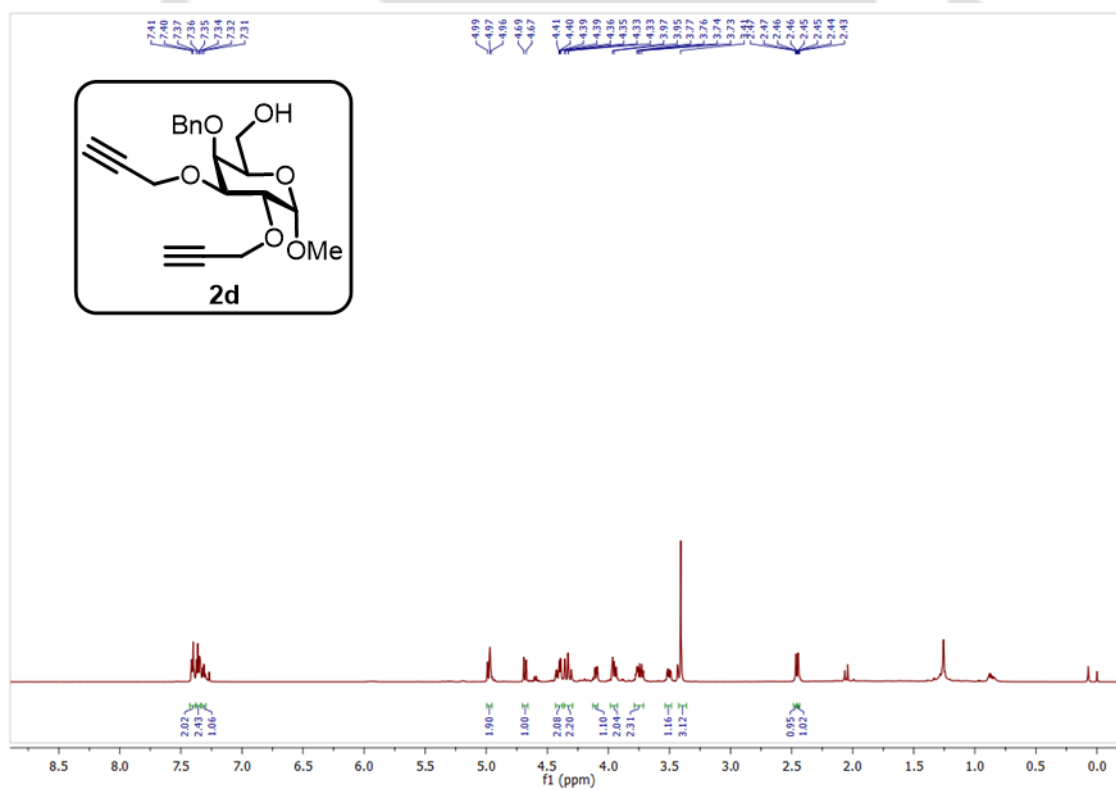 7.41 7.40 7.37 7.36 7.35 7.34 7.32 7.31 4.99 4.97 4.96 4.69 4.67 4.41 4.40 4.39 4.39 4.36 4.35 4.33 4.33 3.97 3.95 3.77 3.76 3.74 3.73 3.41 2.47 2.47 2.46 2.46 2.45 2.45 2.44 2.43
OH
BnO
O
O
O
OMe
2d
2.02 2.43 1.06 1.90 1.00 2.08 2.20 1.10 2.04 2.31 1.16 3.12 0.95 1.02
8.5 8.0 7.5 7.0 6.5 6.0 5.5 5.0 4.5 4.0 3.5 3.0 2.5 2.0 1.5 1.0 0.5 0.0
f1 (ppm)